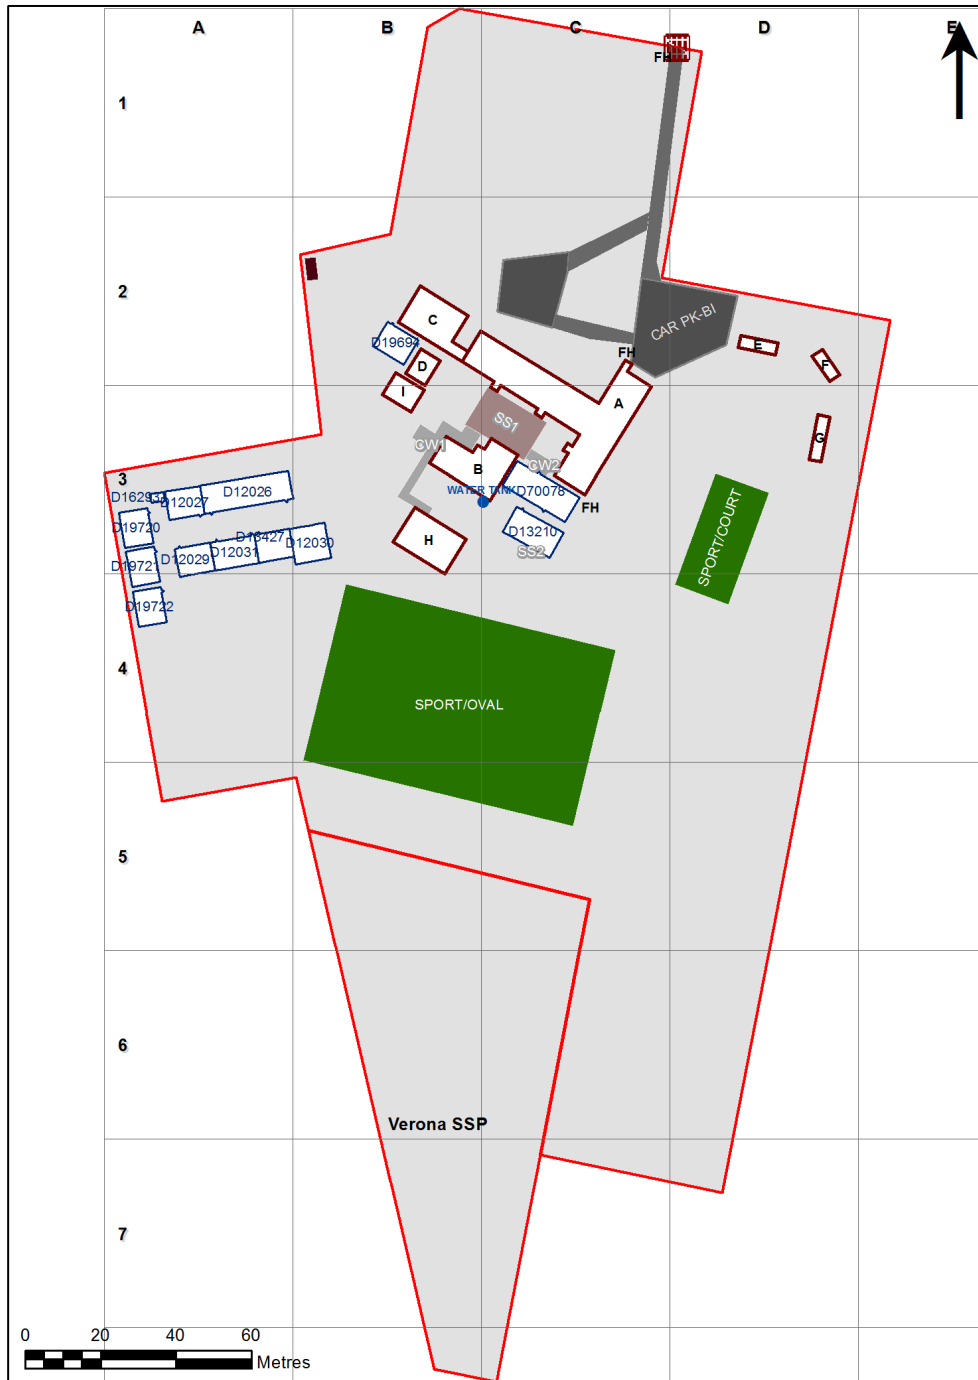 A
B
C
D
E
FH
1
2
CAR PK-BI
C
D19694
D
I
FH
E
F
A
G
SS1
CW1
B
CW2
3
WATER TANK
D70078
FH
D13210
SS2
H
SPORT/COURT
D12026
D12027
D19720
D13427
D12030
D12031
D12029
D19721
D19722
4
SPORT/OVAL
5
6
Verona SSP
7
0 20 40 60
Metres